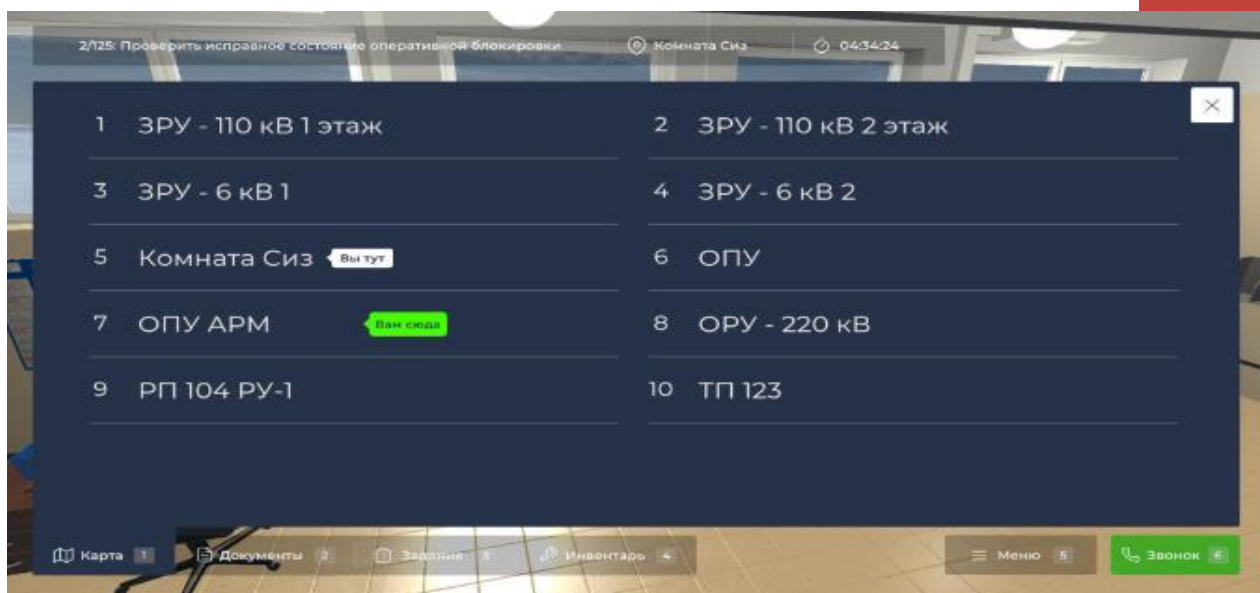 2/125: Проверить исправное состояние оперативной блокировки Комната Сиз 04:34:24
1 ЗРУ - 110 кВ 1 этаж
2 ЗРУ - 110 кВ 2 этаж
3 ЗРУ - 6 кВ 1
4 ЗРУ - 6 кВ 2
5 Комната Сиз Вы тут
6 ОПУ
7 ОПУ АРМ Вам сюда
8 ОРУ - 220 кВ
9 РП 104 РУ-1
10 ТП 123
Карта 1 Документы 2 Задания 3 Инвентарь 4 Меню 5 Звонок 6